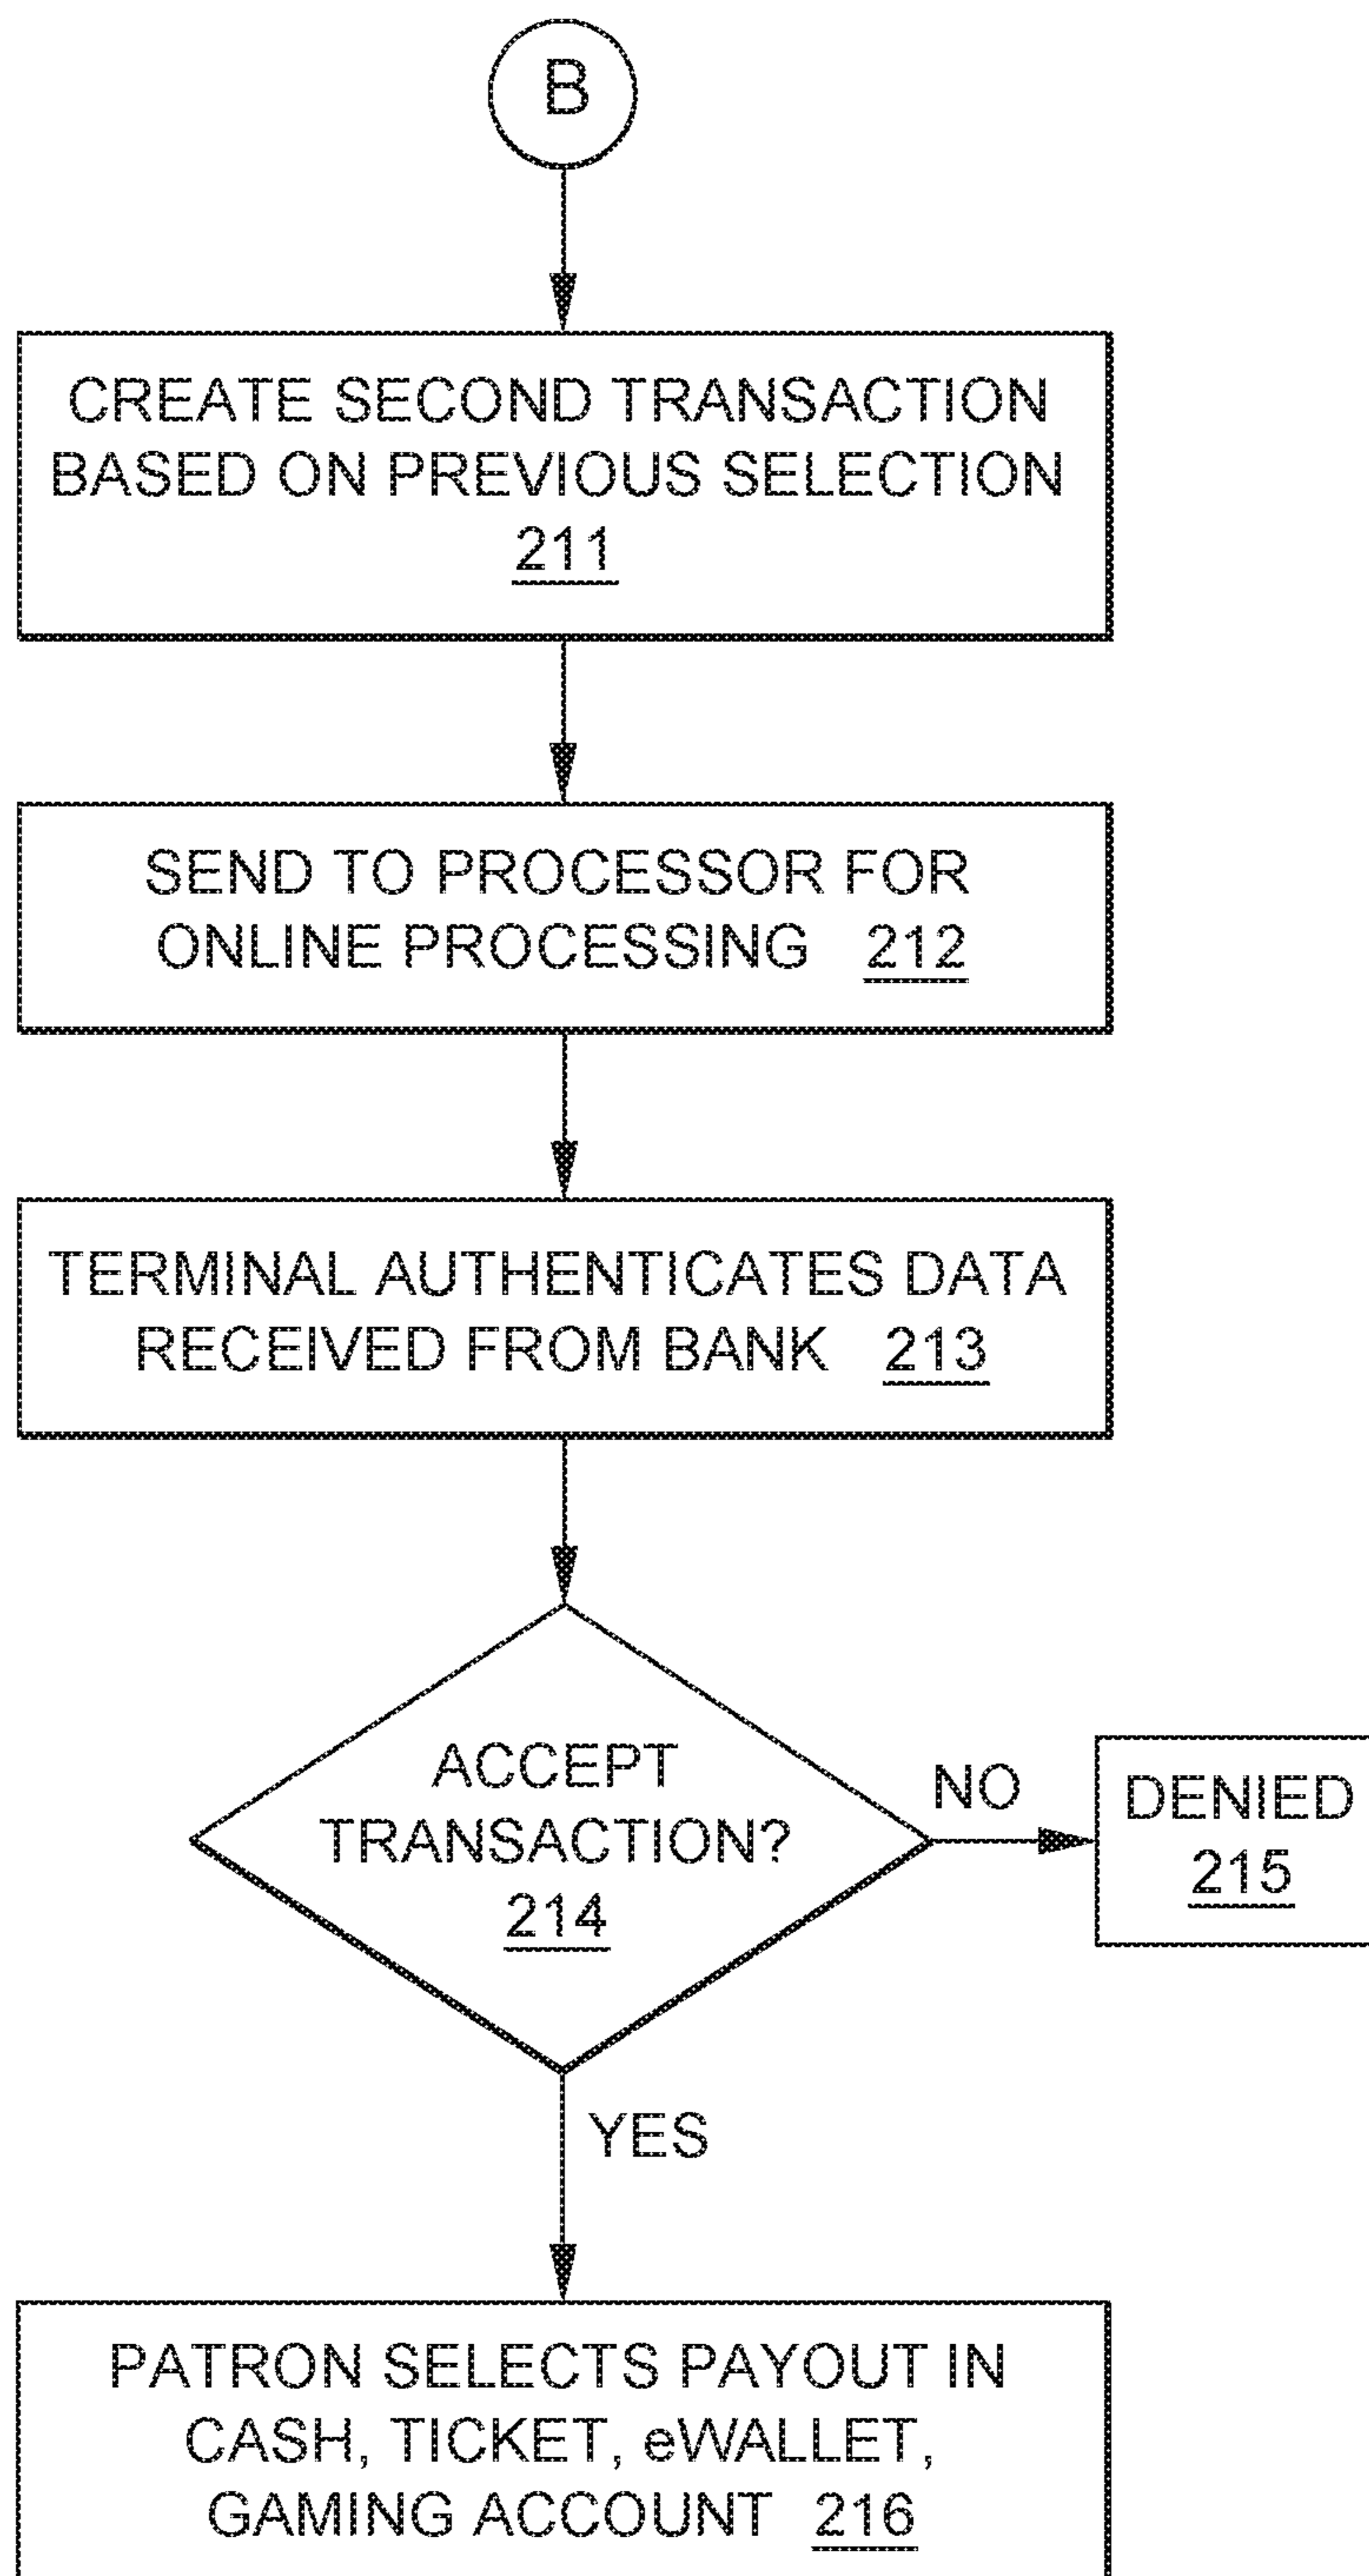 B
CREATE SECOND TRANSACTION
BASED ON PREVIOUS SELECTION
211
SEND TO PROCESSOR FOR
ONLINE PROCESSING 212
TERMINAL AUTHENTICATES DATA
RECEIVED FROM BANK 213
ACCEPT
TRANSACTION?
214
NO
DENIED
215
YES
PATRON SELECTS PAYOUT IN
CASH, TICKET, eWALLET,
GAMING ACCOUNT 216